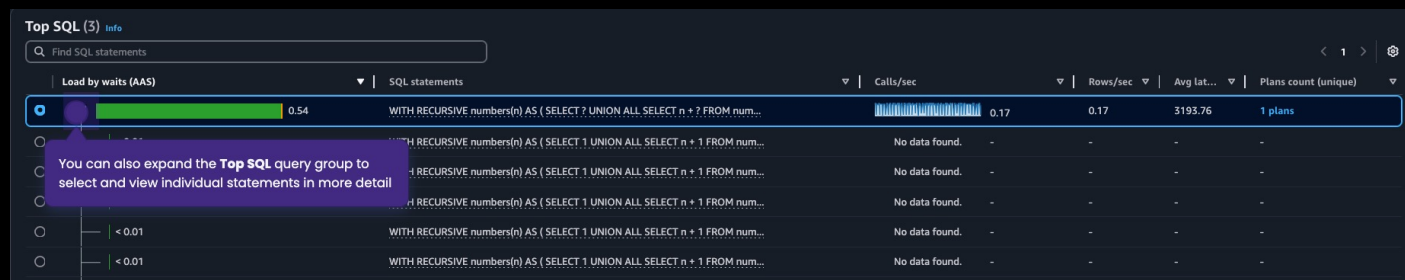 Top SQL (3) Info
Find SQL statements
1
Load by waits (AAS) SQL statements Calls/sec Rows/sec Avg lat... Plans count (unique)
0.54 WITH RECURSIVE numbers(n) AS ( SELECT ? UNION ALL SELECT n + ? FROM num... 0.17 0.17 3193.76 1 plans
WITH RECURSIVE numbers(n) AS ( SELECT 1 UNION ALL SELECT n + 1 FROM num... No data found. - - - -
You can also expand the Top SQL query group to
select and view individual statements in more detail
RECURSIVE numbers(n) AS ( SELECT 1 UNION ALL SELECT n + 1 FROM num... No data found. - - - -
RECURSIVE numbers(n) AS ( SELECT 1 UNION ALL SELECT n + 1 FROM num... No data found. - - - -
< 0.01 WITH RECURSIVE numbers(n) AS ( SELECT 1 UNION ALL SELECT n + 1 FROM num... No data found. - - - -
< 0.01 WITH RECURSIVE numbers(n) AS ( SELECT 1 UNION ALL SELECT n + 1 FROM num... No data found. - - - -